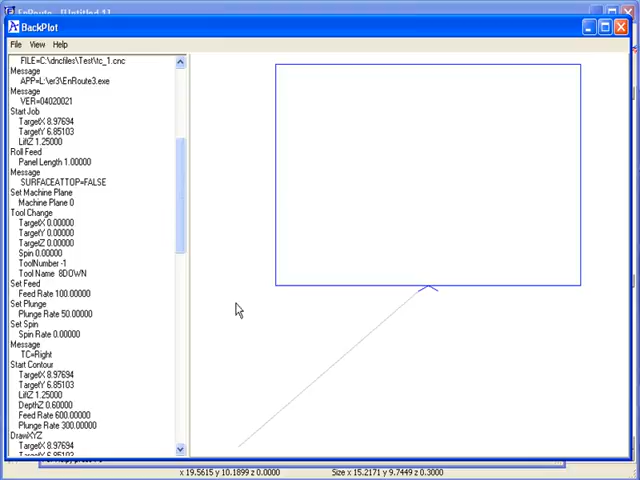 EnRoute - [Untitled 1]
BackPlot
File View Help
FILE=C:\dncfiles\Test\tc_1.cnc
Message
APP=L:\er3\EnRoute3.exe
Message
VER=04020021
Start Job
TargetX 8.97694
TargetY 6.85103
LiftZ 1.25000
Roll Feed
Panel Length 1.00000
Message
SURFACEATTOP=FALSE
Set Machine Plane
Machine Plane 0
Tool Change
TargetX 0.00000
TargetY 0.00000
TargetZ 0.00000
Spin 0.00000
ToolNumber -1
Tool Name 8DOWN
Set Feed
Feed Rate 100.00000
Set Plunge
Plunge Rate 50.00000
Set Spin
Spin Rate 0.00000
Message
TC=Right
Start Contour
TargetX 8.97694
TargetY 6.85103
LiftZ 1.25000
DepthZ 0.60000
Feed Rate 600.00000
Plunge Rate 300.00000
DrawXYZ
TargetX 8.97694
TargetY 6.85103
x 19.5615 y 10.1899 z 0.0000 Size x 15.2171 y 9.7449 z 0.3000